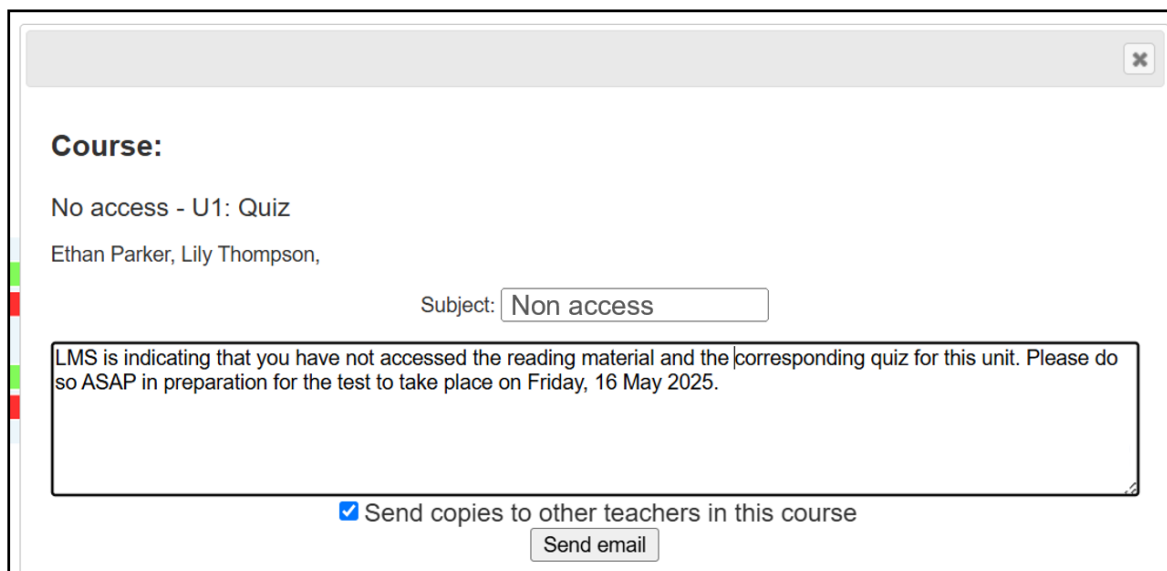 Course:
No access - U1: Quiz
Ethan Parker, Lily Thompson,
Subject: Non access
LMS is indicating that you have not accessed the reading material and the corresponding quiz for this unit. Please do
so ASAP in preparation for the test to take place on Friday, 16 May 2025.
Send copies to other teachers in this course
Send email